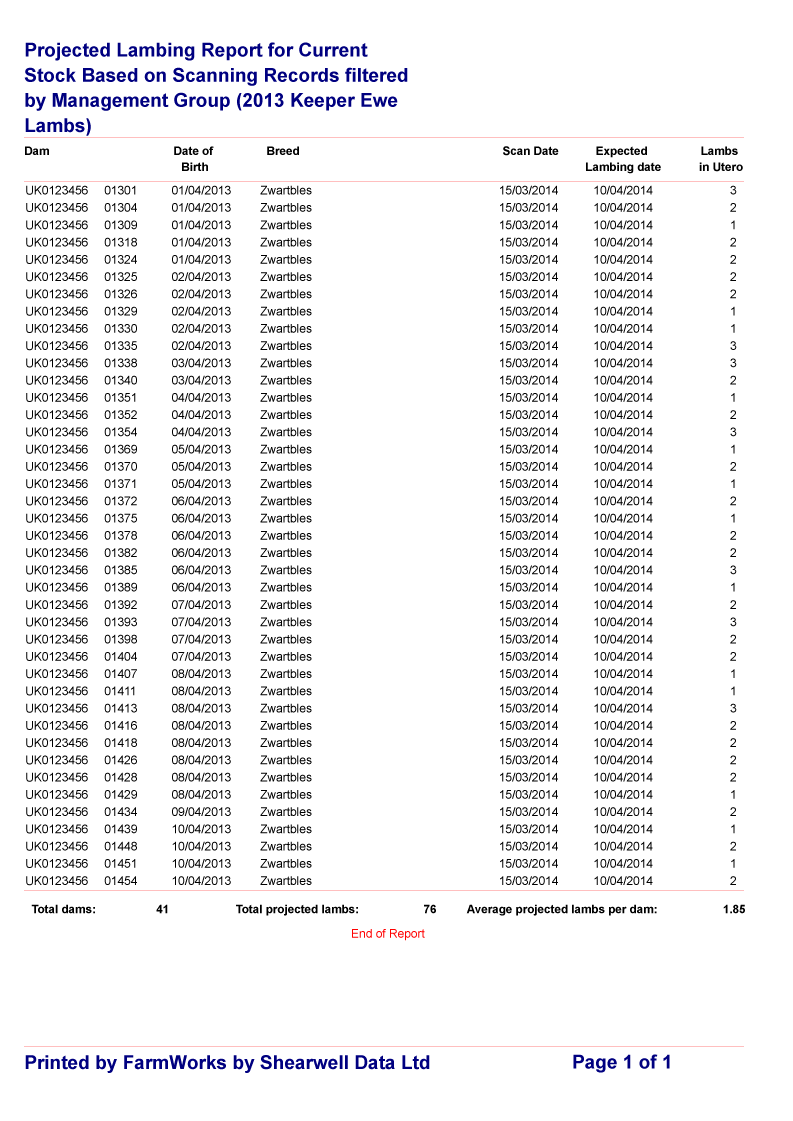 Projected Lambing Report for Current
Stock Based on Scanning Records filtered
by Management Group (2013 Keeper Ewe
Lambs)
Dam Date of Breed Scan Date Expected Lambs
Birth Lambing date in Utero
UK0123456 01301 01/04/2013 Zwartbles 15/03/2014 10/04/2014 3
UK0123456 01304 01/04/2013 Zwartbles 15/03/2014 10/04/2014 2
UK0123456 01309 01/04/2013 Zwartbles 15/03/2014 10/04/2014 1
UK0123456 01318 01/04/2013 Zwartbles 15/03/2014 10/04/2014 2
UK0123456 01324 01/04/2013 Zwartbles 15/03/2014 10/04/2014 2
UK0123456 01325 02/04/2013 Zwartbles 15/03/2014 10/04/2014 2
UK0123456 01326 02/04/2013 Zwartbles 15/03/2014 10/04/2014 2
UK0123456 01329 02/04/2013 Zwartbles 15/03/2014 10/04/2014 1
UK0123456 01330 02/04/2013 Zwartbles 15/03/2014 10/04/2014 1
UK0123456 01335 02/04/2013 Zwartbles 15/03/2014 10/04/2014 3
UK0123456 01338 03/04/2013 Zwartbles 15/03/2014 10/04/2014 3
UK0123456 01340 03/04/2013 Zwartbles 15/03/2014 10/04/2014 2
UK0123456 01351 04/04/2013 Zwartbles 15/03/2014 10/04/2014 1
UK0123456 01352 04/04/2013 Zwartbles 15/03/2014 10/04/2014 2
UK0123456 01354 04/04/2013 Zwartbles 15/03/2014 10/04/2014 3
UK0123456 01369 05/04/2013 Zwartbles 15/03/2014 10/04/2014 1
UK0123456 01370 05/04/2013 Zwartbles 15/03/2014 10/04/2014 2
UK0123456 01371 05/04/2013 Zwartbles 15/03/2014 10/04/2014 1
UK0123456 01372 06/04/2013 Zwartbles 15/03/2014 10/04/2014 2
UK0123456 01375 06/04/2013 Zwartbles 15/03/2014 10/04/2014 1
UK0123456 01378 06/04/2013 Zwartbles 15/03/2014 10/04/2014 2
UK0123456 01382 06/04/2013 Zwartbles 15/03/2014 10/04/2014 2
UK0123456 01385 06/04/2013 Zwartbles 15/03/2014 10/04/2014 3
UK0123456 01389 06/04/2013 Zwartbles 15/03/2014 10/04/2014 1
UK0123456 01392 07/04/2013 Zwartbles 15/03/2014 10/04/2014 2
UK0123456 01393 07/04/2013 Zwartbles 15/03/2014 10/04/2014 3
UK0123456 01398 07/04/2013 Zwartbles 15/03/2014 10/04/2014 2
UK0123456 01404 07/04/2013 Zwartbles 15/03/2014 10/04/2014 2
UK0123456 01407 08/04/2013 Zwartbles 15/03/2014 10/04/2014 1
UK0123456 01411 08/04/2013 Zwartbles 15/03/2014 10/04/2014 1
UK0123456 01413 08/04/2013 Zwartbles 15/03/2014 10/04/2014 3
UK0123456 01416 08/04/2013 Zwartbles 15/03/2014 10/04/2014 2
UK0123456 01418 08/04/2013 Zwartbles 15/03/2014 10/04/2014 2
UK0123456 01426 08/04/2013 Zwartbles 15/03/2014 10/04/2014 2
UK0123456 01428 08/04/2013 Zwartbles 15/03/2014 10/04/2014 2
UK0123456 01429 08/04/2013 Zwartbles 15/03/2014 10/04/2014 1
UK0123456 01434 09/04/2013 Zwartbles 15/03/2014 10/04/2014 2
UK0123456 01439 10/04/2013 Zwartbles 15/03/2014 10/04/2014 1
UK0123456 01448 10/04/2013 Zwartbles 15/03/2014 10/04/2014 2
UK0123456 01451 10/04/2013 Zwartbles 15/03/2014 10/04/2014 1
UK0123456 01454 10/04/2013 Zwartbles 15/03/2014 10/04/2014 2
Total dams: 41 Total projected lambs: 76 Average projected lambs per dam: 1.85
End of Report
Printed by FarmWorks by Shearwell Data Ltd Page 1 of 1